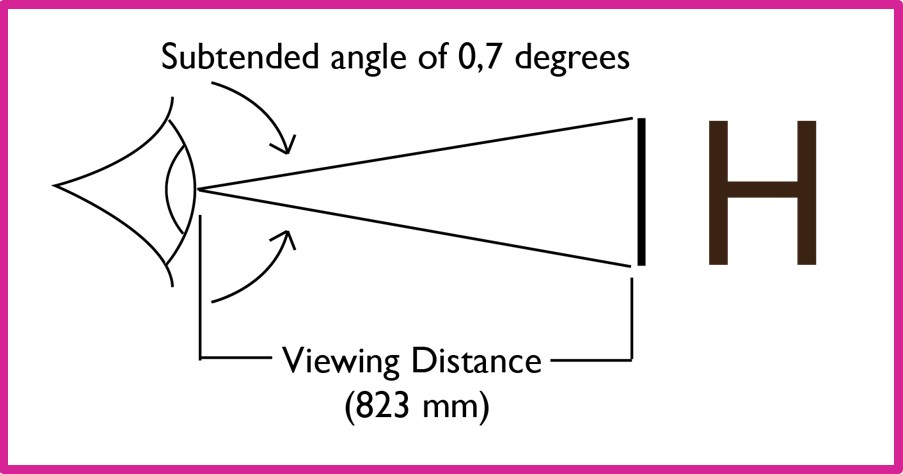 Subtended angle of 0,7 degrees
H
Viewing Distance
(823 mm)